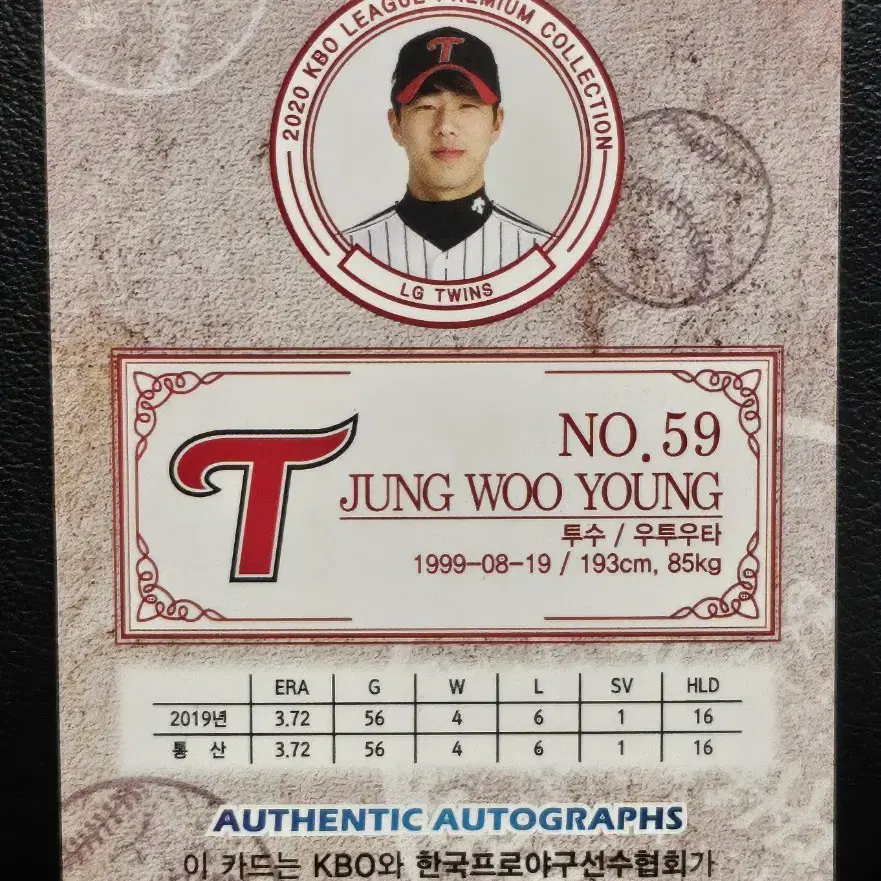 2020 KBO LEAGUE PREMIUM COLLECTION
T
LG TWINS
T
NO.59
JUNG WOO YOUNG
투수 / 우투우타
1999-08-19 / 193cm, 85kg
ERA G W L SV HLD
2019년 3.72 56 4 6 1 16
통 산 3.72 56 4 6 1 16
AUTHENTIC AUTOGRAPHS
이 카드는 KBO와 한국프로야구선수협회가